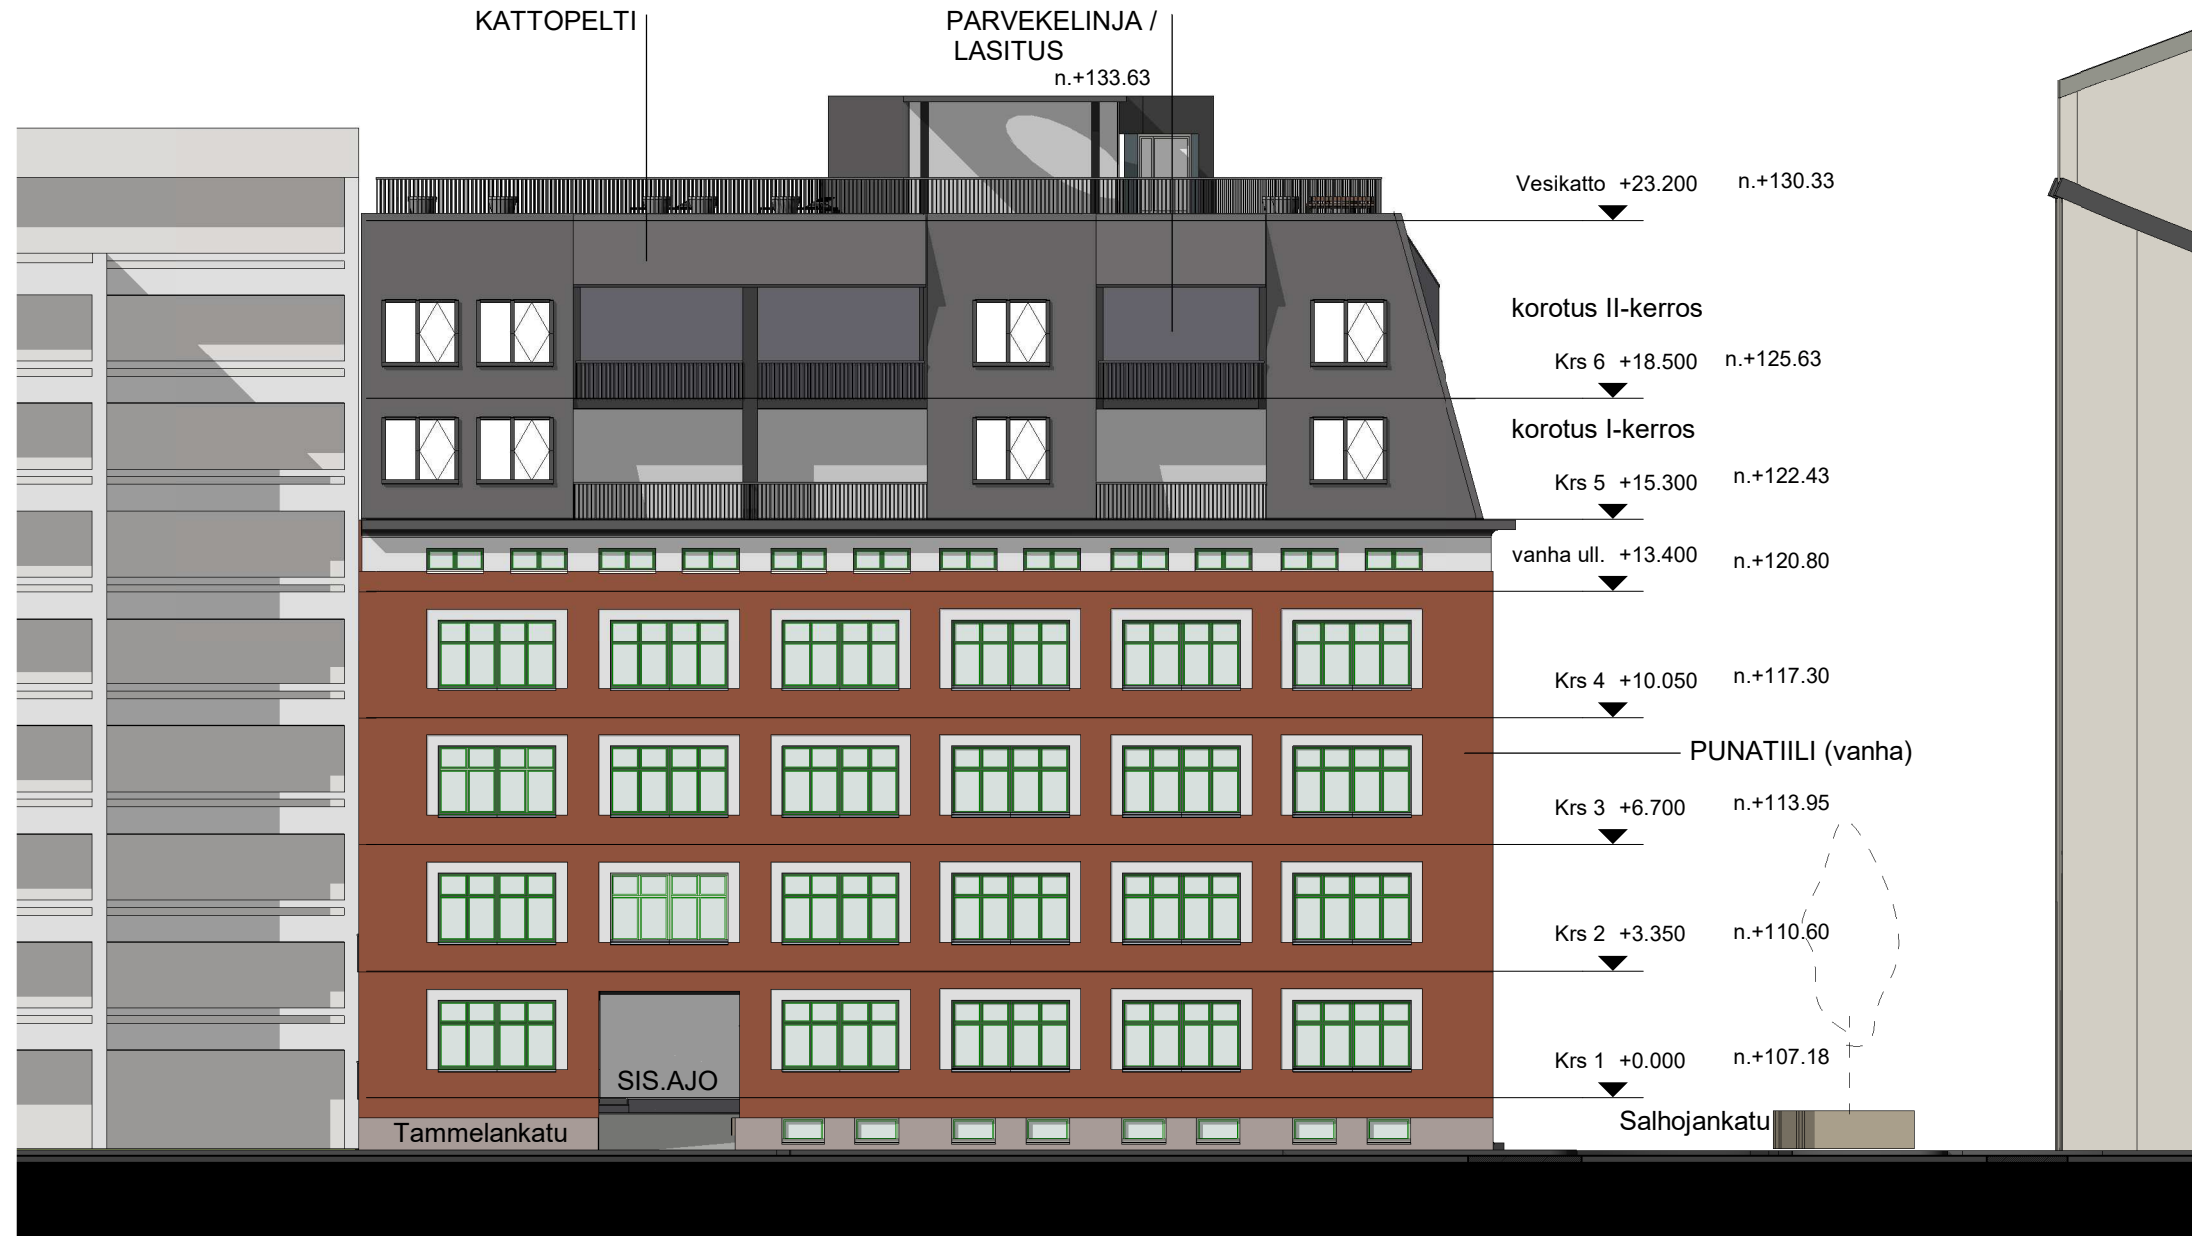 KATTOPELTI
PARVEKELINJA /
LASITUS
n.+133.63
Vesikatto +23.200 n.+130.33
korotus II-kerros
Krs 6 +18.500 n.+125.63
korotus I-kerros
Krs 5 +15.300 n.+122.43
vanha ull. +13.400 n.+120.80
Krs 4 +10.050 n.+117.30
PUNATIILI (vanha)
Krs 3 +6.700 n.+113.95
Krs 2 +3.350 n.+110.60
Krs 1 +0.000 n.+107.18
SIS.AJO
Salhojankatu
Tammelankatu